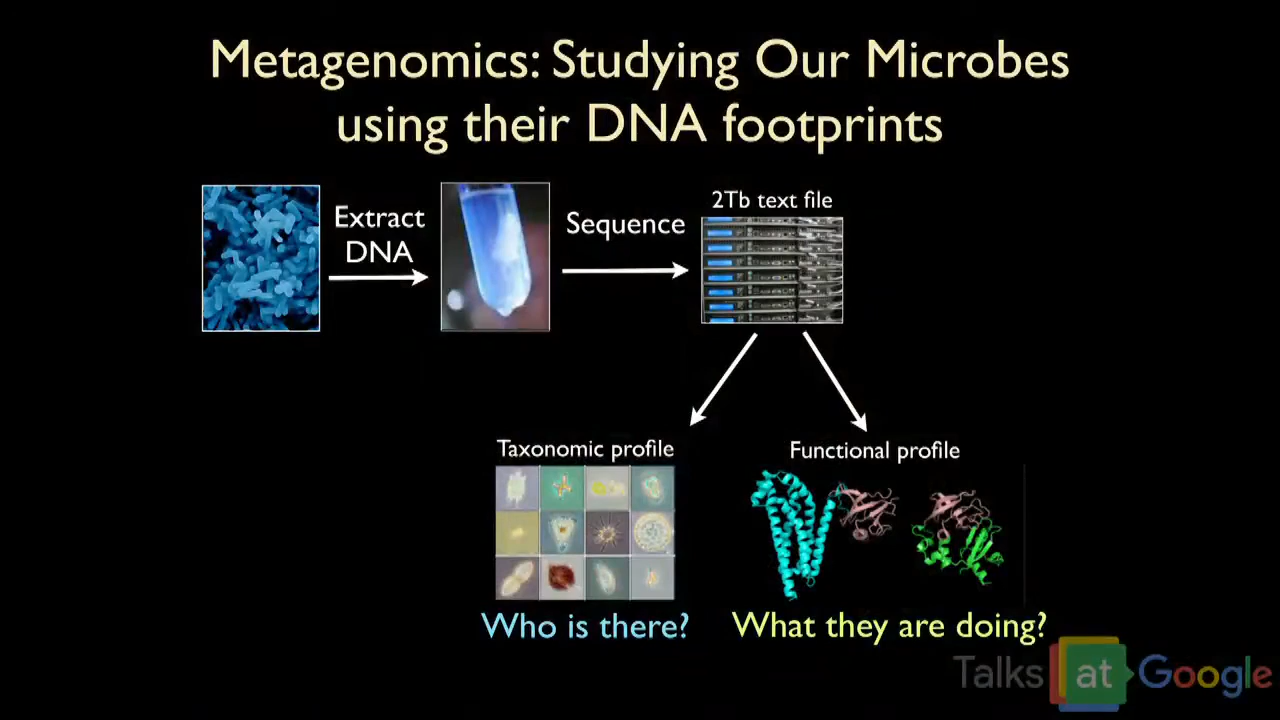 Metagenomics: Studying Our Microbes
using their DNA footprints
Extract
DNA
Sequence
2Tb text file
Taxonomic profile
Functional profile
Who is there?
What they are doing?
Talks at Google